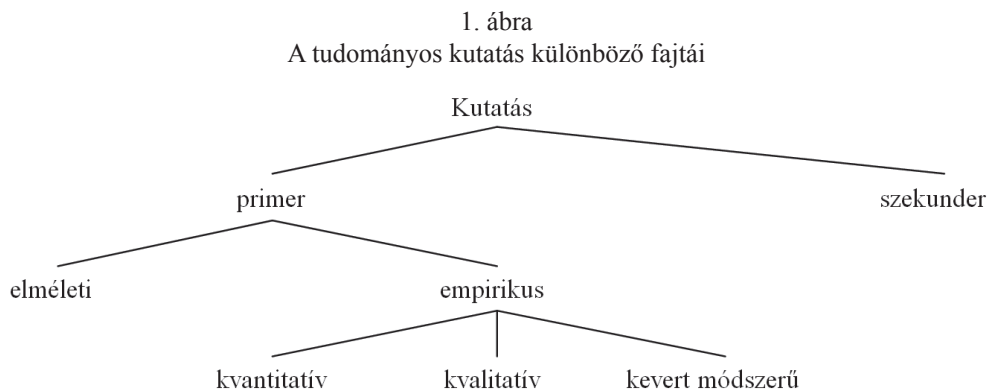 1. ábra
A tudományos kutatás különböző fajtái
Kutatás
primer szekunder
elméleti empirikus
kvantitatív kvalitatív kevert módszerű